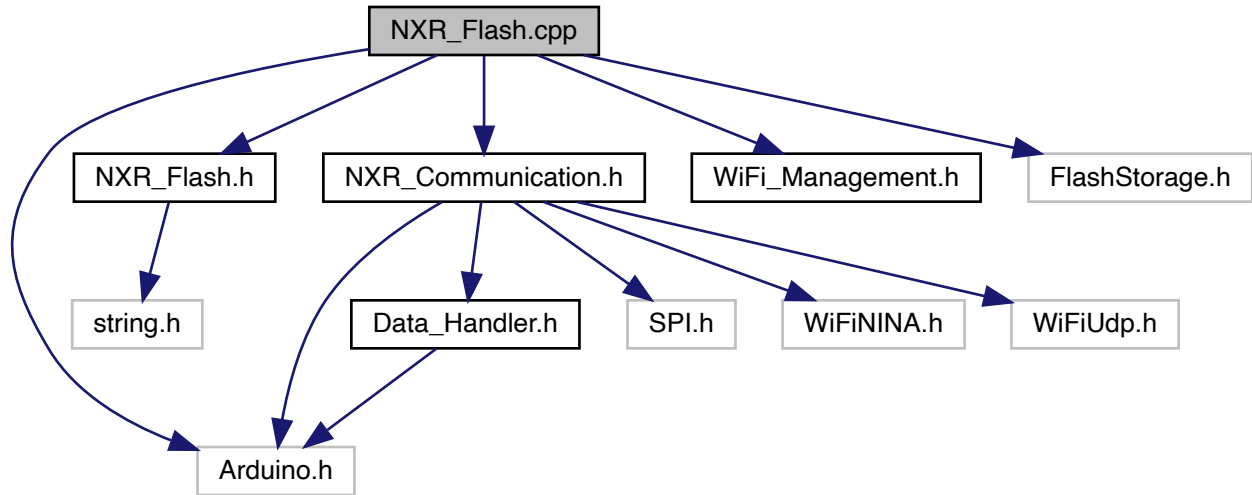 NXR_Flash.cpp
NXR_Flash.h
NXR_Communication.h
WiFi_Management.h
FlashStorage.h
string.h
Data_Handler.h
SPI.h
WiFiNINA.h
WiFiUdp.h
Arduino.h